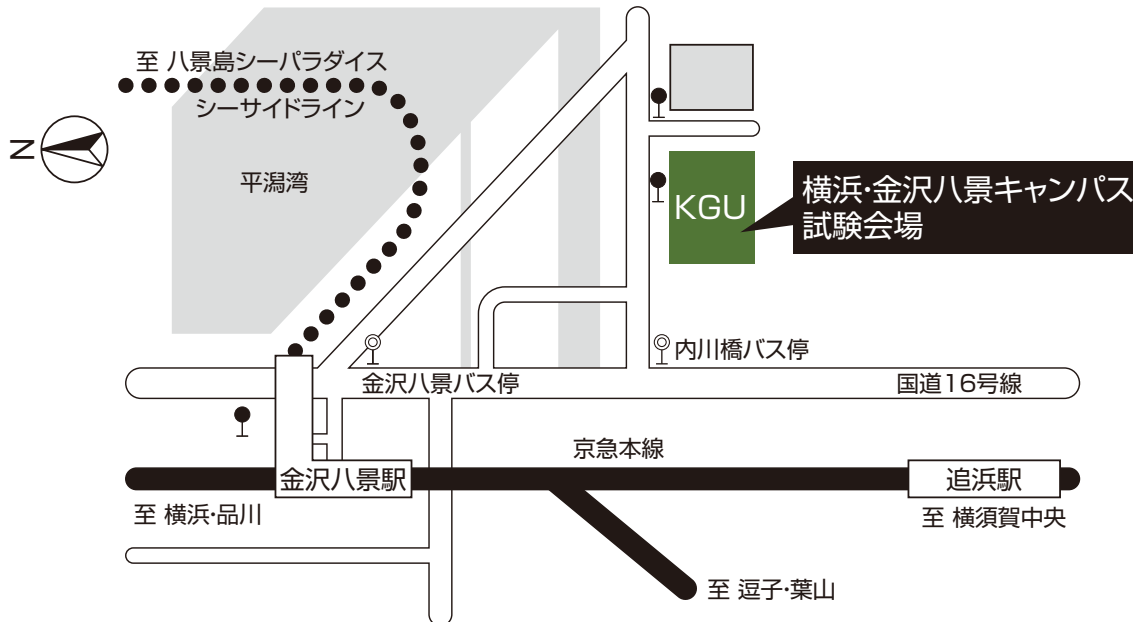 至 八景島シーパラダイス
シーサイドライン
N
平潟湾
KGU
横浜・金沢八景キャンパス
試験会場
内川橋バス停
金沢八景バス停
国道16号線
京急本線
金沢八景駅
追浜駅
至 横浜・品川
至 横須賀中央
至 逗子・葉山